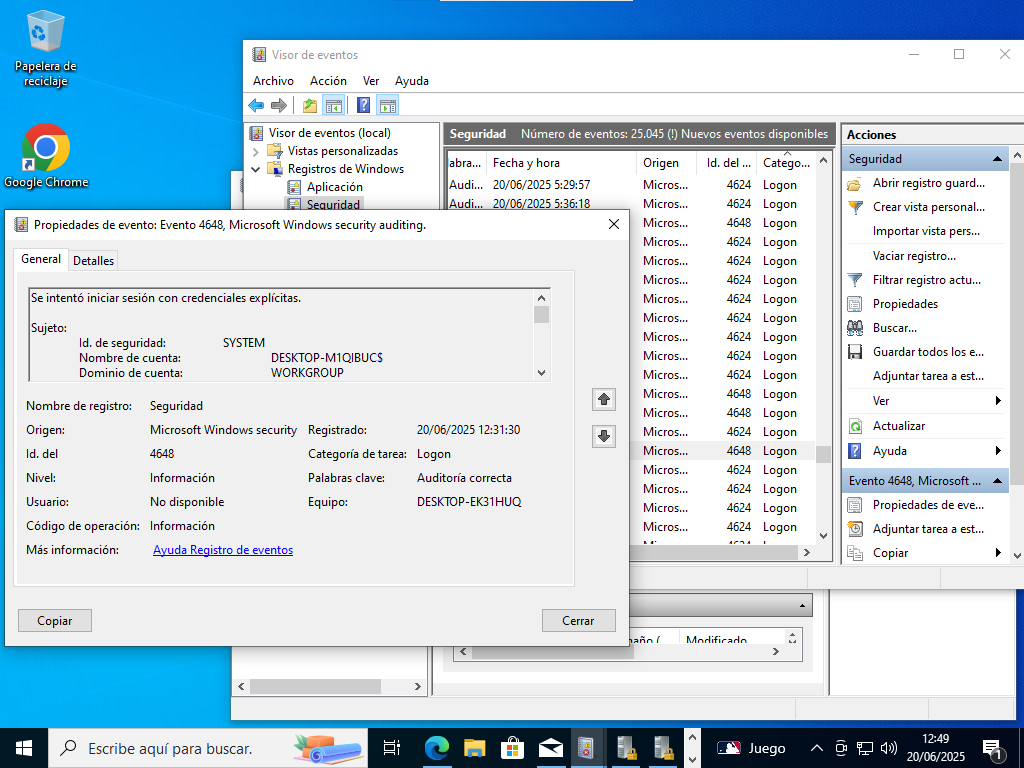 Papelera de
reciclaje
Google Chrome
Visor de eventos
Archivo Acción Ver Ayuda
Visor de eventos (local)
Vistas personalizadas
Registros de Windows
Aplicación
Seguridad
Seguridad Número de eventos: 25.045 (!) Nuevos eventos disponibles
abra... Fecha y hora Origen Id. del ... Catego...
Audi... 20/06/2025 5:29:57 Micros... 4624 Logon
Audi... 20/06/2025 5:36:18 Micros... 4624 Logon
Micros... 4648 Logon
Micros... 4624 Logon
Micros... 4624 Logon
Micros... 4624 Logon
Micros... 4624 Logon
Micros... 4624 Logon
Micros... 4624 Logon
Micros... 4648 Logon
Micros... 4624 Logon
Micros... 4648 Logon
Micros... 4648 Logon
Micros... 4624 Logon
Micros... 4648 Logon
Micros... 4624 Logon
Micros... 4624 Logon
Micros... 4624 Logon
Micros... 4624 Logon
Micros... 4624 Logon
Acciones
Seguridad
Abrir registro guard...
Crear vista personal...
Importar vista pers...
Vaciar registro...
Filtrar registro actu...
Propiedades
Buscar...
Guardar todos los e...
Adjuntar tarea a est...
Ver
Actualizar
Ayuda
Evento 4648, Microsoft ...
Propiedades de eve...
Adjuntar tarea a est...
Copiar
Propiedades de evento: Evento 4648, Microsoft Windows security auditing.
General Detalles
Se intentó iniciar sesión con credenciales explícitas.
Sujeto:
Id. de seguridad: SYSTEM
Nombre de cuenta: DESKTOP-M1QIBUC$
Dominio de cuenta: WORKGROUP
Nombre de registro: Seguridad
Origen: Microsoft Windows security Registrado: 20/06/2025 12:31:30
Id. del 4648 Categoría de tarea: Logon
Nivel: Información Palabras clave: Auditoría correcta
Usuario: No disponible Equipo: DESKTOP-EK31HUQ
Código de operación: Información
Más información: Ayuda Registro de eventos
Copiar Cerrar
año ( Modificado
Escribe aquí para buscar.
Juego
12:49
20/06/2025
1